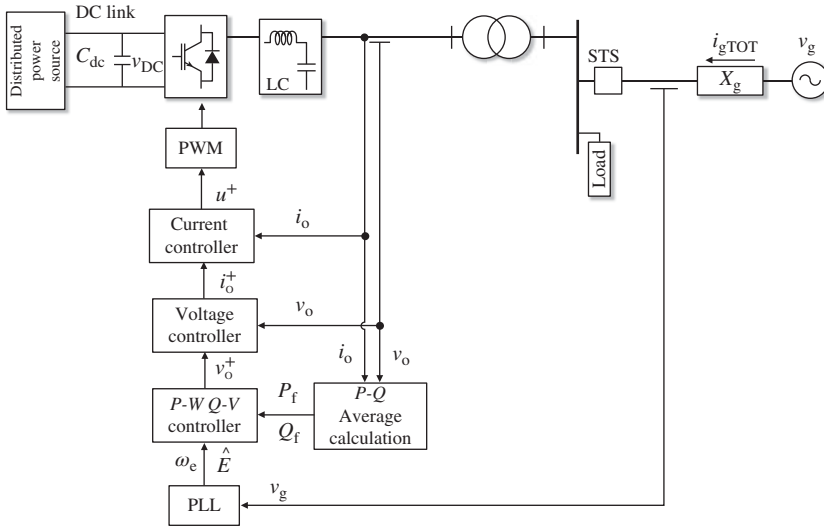 DC link
Distributed
power
source
C_dc
v_DC
LC
STS
i_gTOT
v_g
X_g
Load
PWM
u^+
Current
controller
i_o
i_o^+
Voltage
controller
v_o
v_o^+
i_o
v_o
P-W Q-V
controller
P_f
Q_f
P-Q
Average
calculation
ω_e
Ê
PLL
v_g